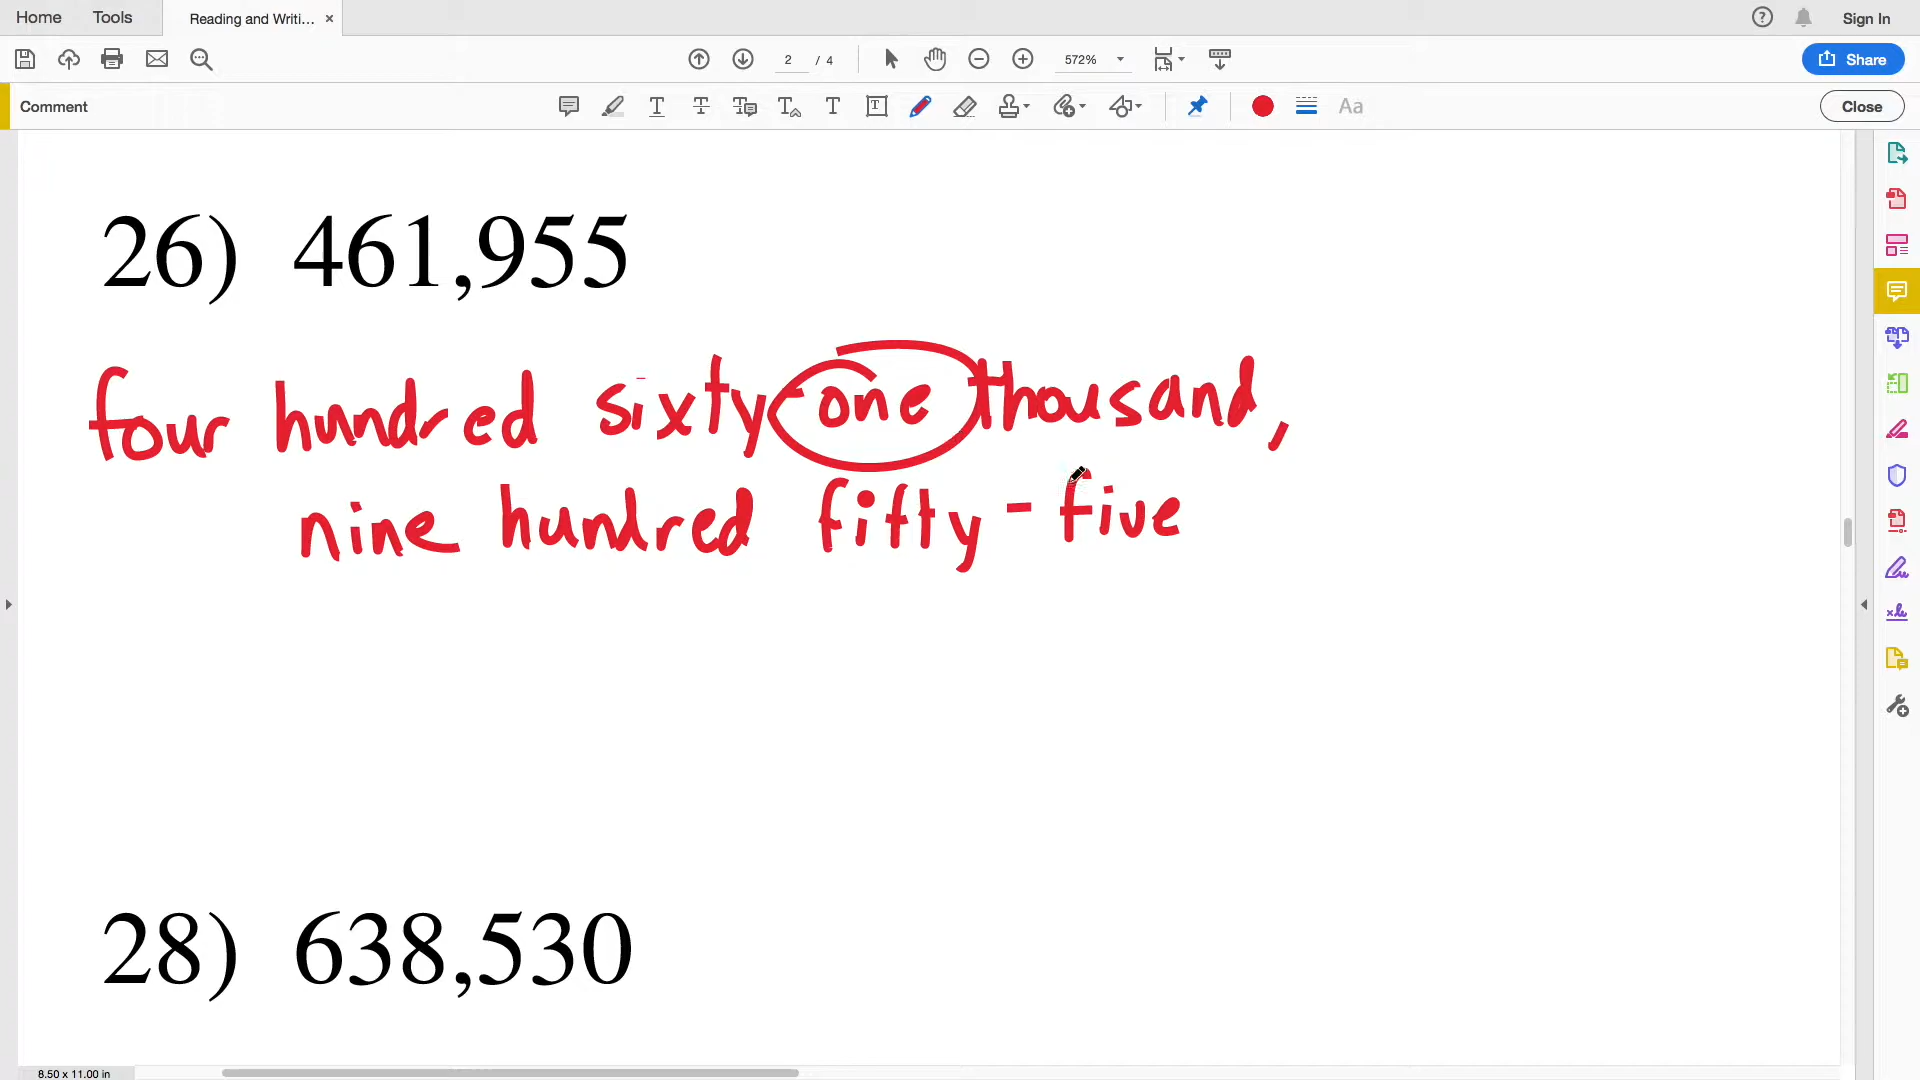 Home Tools Reading and Writi... × Sign In
2 / 4 572% Share
Comment Aa Close
26) 461,955
four hundred sixty-one thousand,
nine hundred fifty-five
28) 638,530
8.50 x 11.00 in